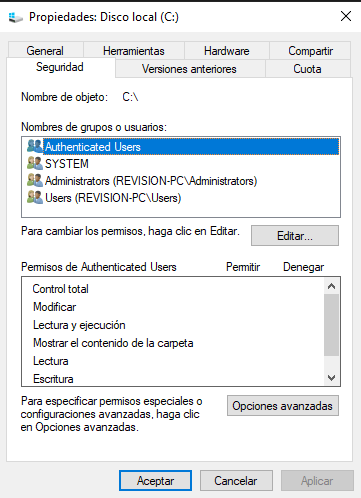 Propiedades: Disco local (C:)
General Herramientas Hardware Compartir
Seguridad Versiones anteriores Cuota
Nombre de objeto: C:\
Nombres de grupos o usuarios:
Authenticated Users
SYSTEM
Administrators (REVISION-PC\Administrators)
Users (REVISION-PC\Users)
Para cambiar los permisos, haga clic en Editar.
Editar...
Permisos de Authenticated Users Permitir Denegar
Control total
Modificar
Lectura y ejecución
Mostrar el contenido de la carpeta
Lectura
Escritura
Para especificar permisos especiales o
configuraciones avanzadas, haga clic
en Opciones avanzadas.
Opciones avanzadas
Aceptar Cancelar Aplicar